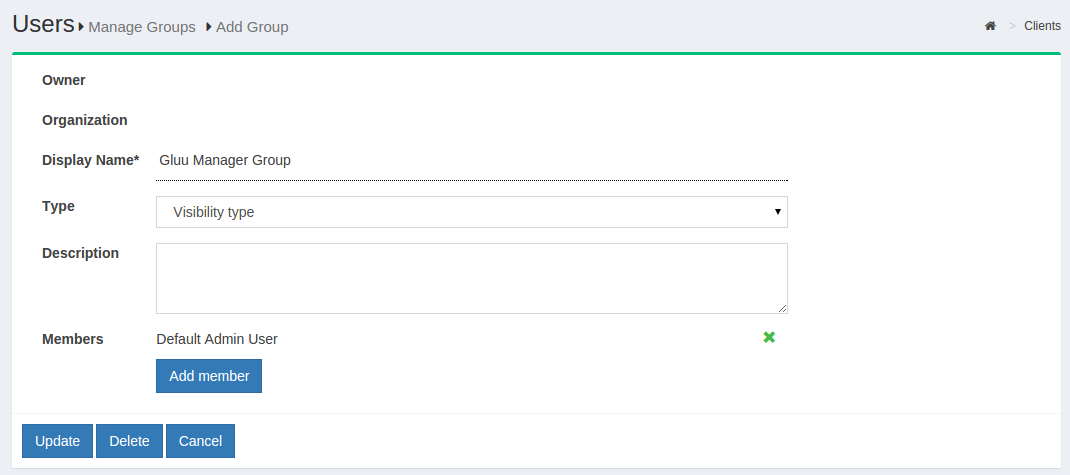 Users Manage Groups Add Group > Clients
Owner
Organization
Display Name* Gluu Manager Group
Type Visibility type
Description
Members Default Admin User
Add member
Update Delete Cancel